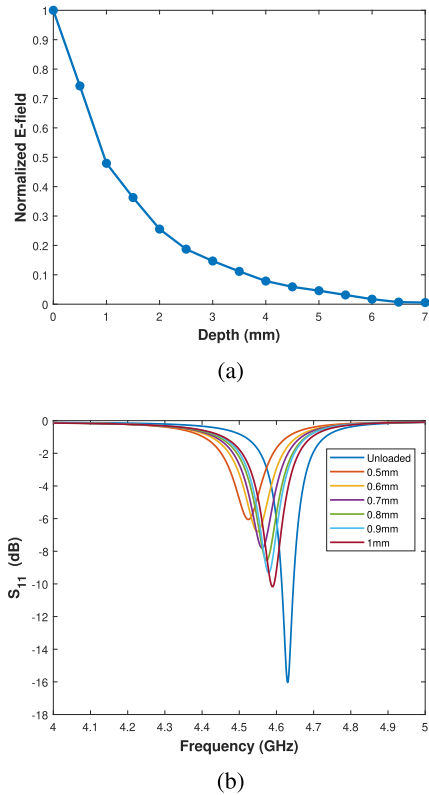 1
0.9
0.8
0.7
0.6
0.5
0.4
0.3
0.2
0.1
0
Normalized E-field
0 1 2 3 4 5 6 7
Depth (mm)
(a)
0
-2
-4
-6
-8
-10
-12
-14
-16
-18
S11 (dB)
Unloaded
0.5mm
0.6mm
0.7mm
0.8mm
0.9mm
1mm
4 4.1 4.2 4.3 4.4 4.5 4.6 4.7 4.8 4.9 5
Frequency (GHz)
(b)